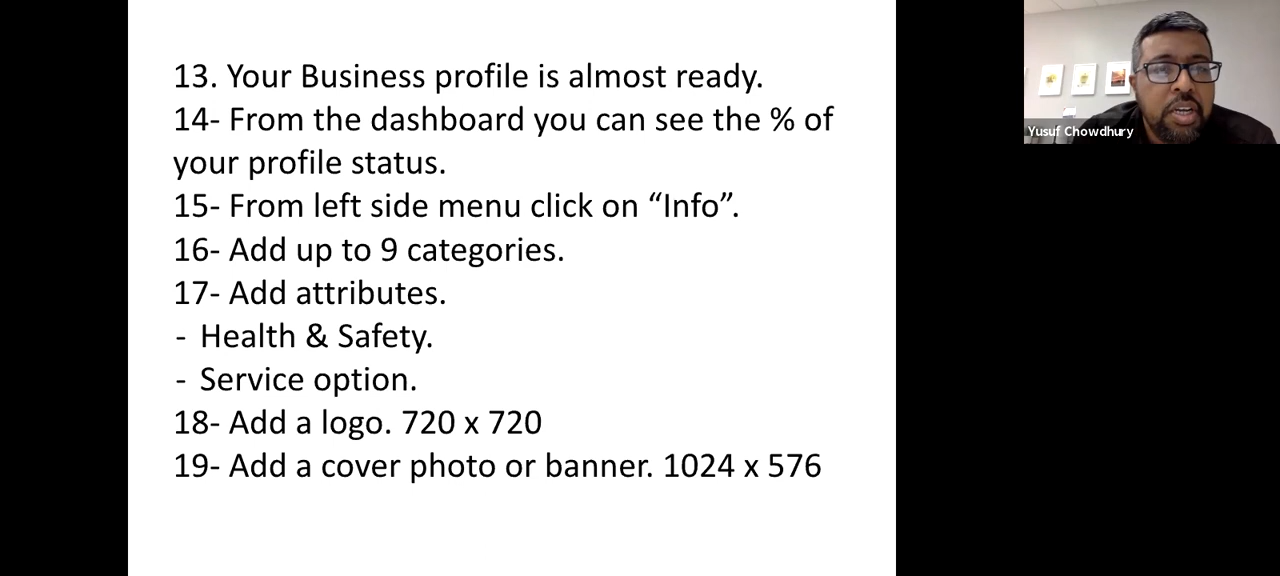 13. Your Business profile is almost ready.
14- From the dashboard you can see the % of
your profile status.
15- From left side menu click on “Info”.
16- Add up to 9 categories.
17- Add attributes.
- Health & Safety.
- Service option.
18- Add a logo. 720 x 720
19- Add a cover photo or banner. 1024 x 576
Yusuf Chowdhury